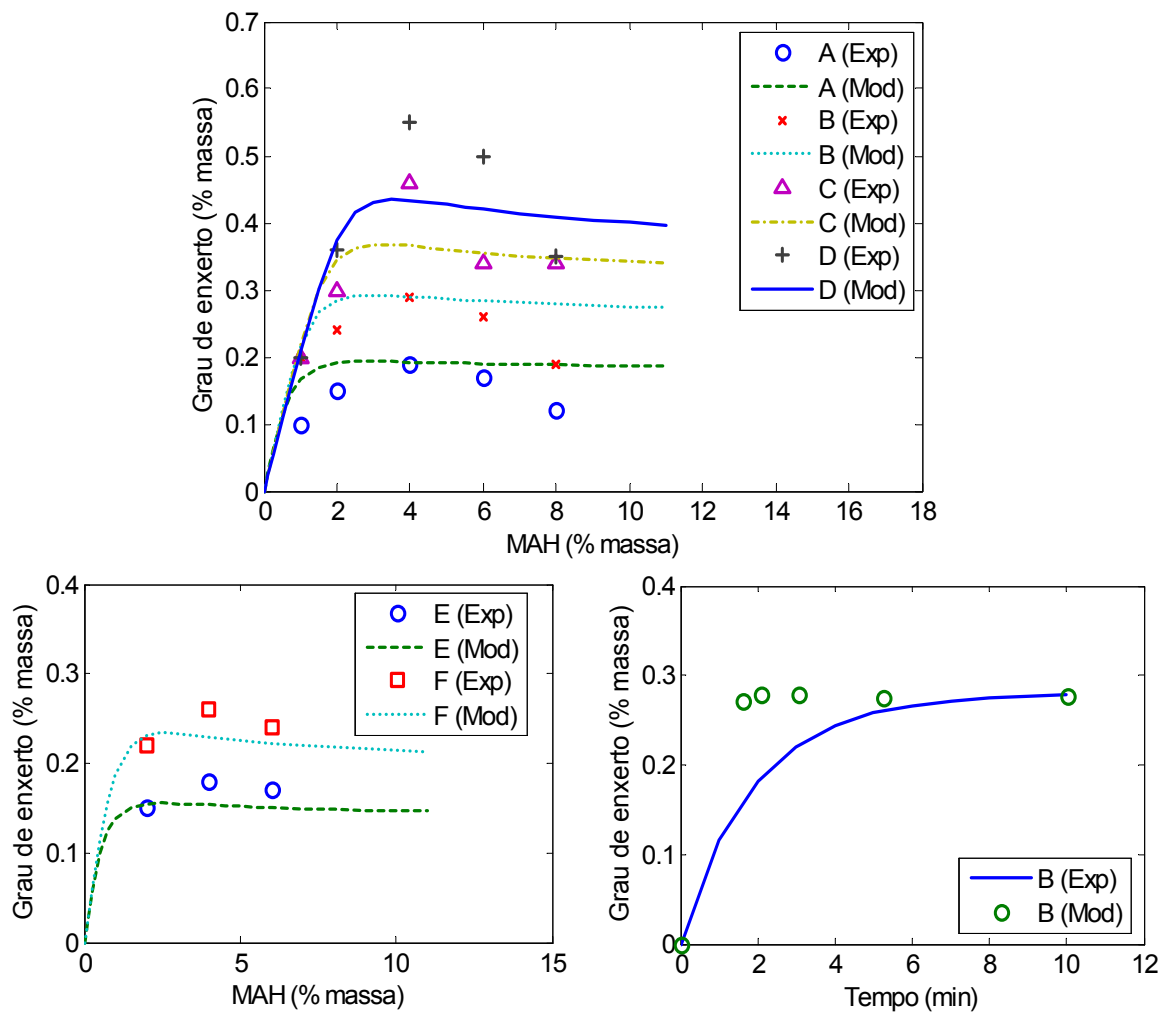 0.7
0.6
0.5
0.4
0.3
0.2
0.1
0
Grau de enxerto (% massa)
0 2 4 6 8 10 12 14 16 18
MAH (% massa)
A (Exp)
A (Mod)
B (Exp)
B (Mod)
C (Exp)
C (Mod)
D (Exp)
D (Mod)
0.4
0.3
0.2
0.1
0
Grau de enxerto (% massa)
0 5 10 15
MAH (% massa)
E (Exp)
E (Mod)
F (Exp)
F (Mod)
0.4
0.3
0.2
0.1
0
Grau de enxerto (% massa)
0 2 4 6 8 10 12
Tempo (min)
B (Exp)
B (Mod)